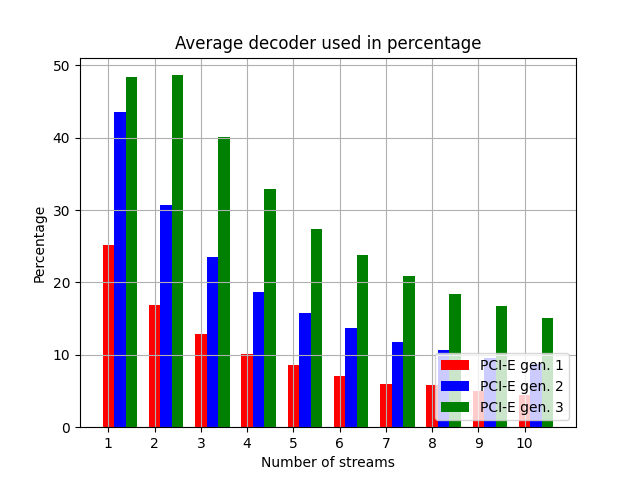 Average decoder used in percentage
50
40
30
20
10
0
Percentage
1 2 3 4 5 6 7 8 9 10
Number of streams
PCI-E gen. 1
PCI-E gen. 2
PCI-E gen. 3